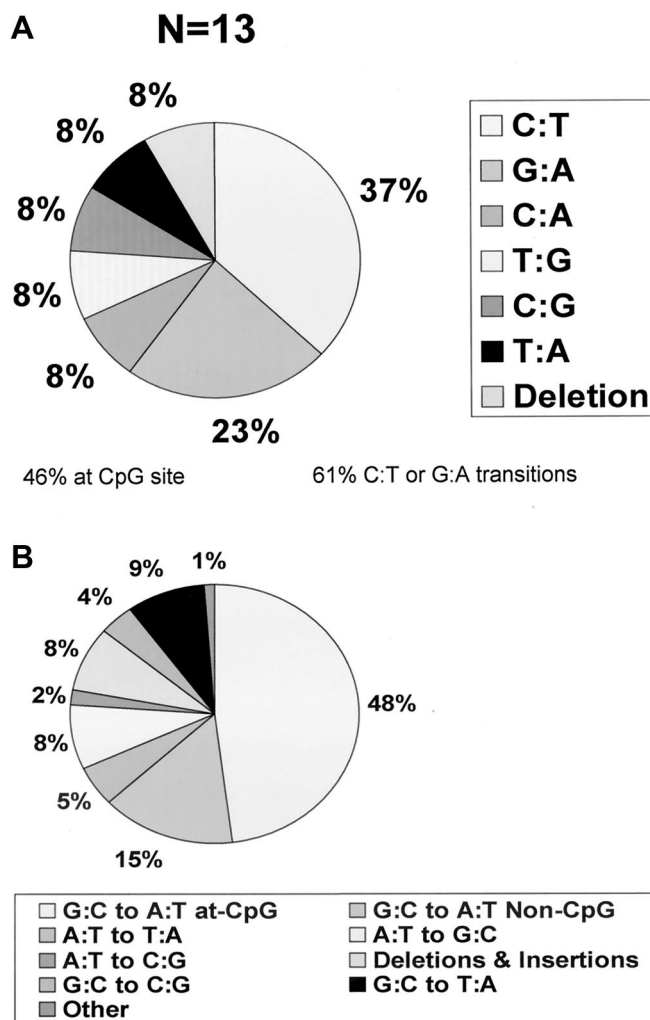 A
N=13
8%
8%
8%
8%
8%
23%
37%
C:T
G:A
C:A
T:G
C:G
T:A
Deletion
46% at CpG site
61% C:T or G:A transitions
B
1%
9%
4%
8%
2%
8%
5%
15%
48%
G:C to A:T at-CpG
G:C to A:T Non-CpG
A:T to T:A
A:T to G:C
A:T to C:G
Deletions & Insertions
G:C to C:G
G:C to T:A
Other